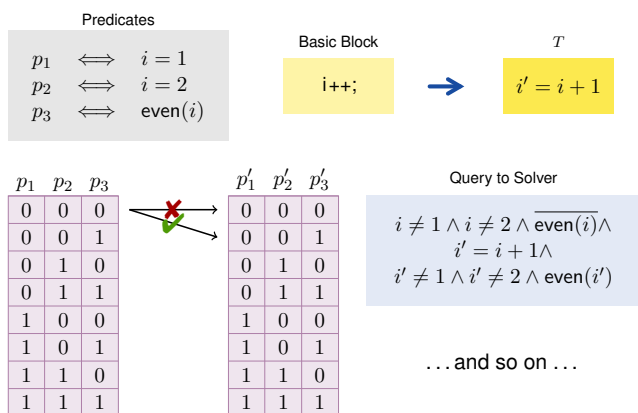 Predicates
p₁ ⟺ i = 1
p₂ ⟺ i = 2
p₃ ⟺ even(i)
Basic Block
i++;
T
i′ = i + 1
p₁ p₂ p₃
0 0 0
0 0 1
0 1 0
0 1 1
1 0 0
1 0 1
1 1 0
1 1 1
p′₁ p′₂ p′₃
0 0 0
0 0 1
0 1 0
0 1 1
1 0 0
1 0 1
1 1 0
1 1 1
Query to Solver
i ≠ 1 ∧ i ≠ 2 ∧ \overline{even(i)} ∧
i′ = i + 1 ∧
i′ ≠ 1 ∧ i′ ≠ 2 ∧ even(i′)
...and so on ...